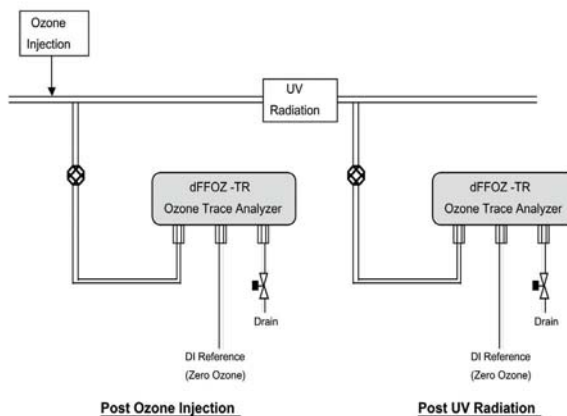 Ozone
Injection
UV
Radiation
dFFOZ -TR
Ozone Trace Analyzer
dFFOZ -TR
Ozone Trace Analyzer
Drain
Drain
DI Reference
(Zero Ozone)
DI Reference
(Zero Ozone)
Post Ozone Injection
Post UV Radiation